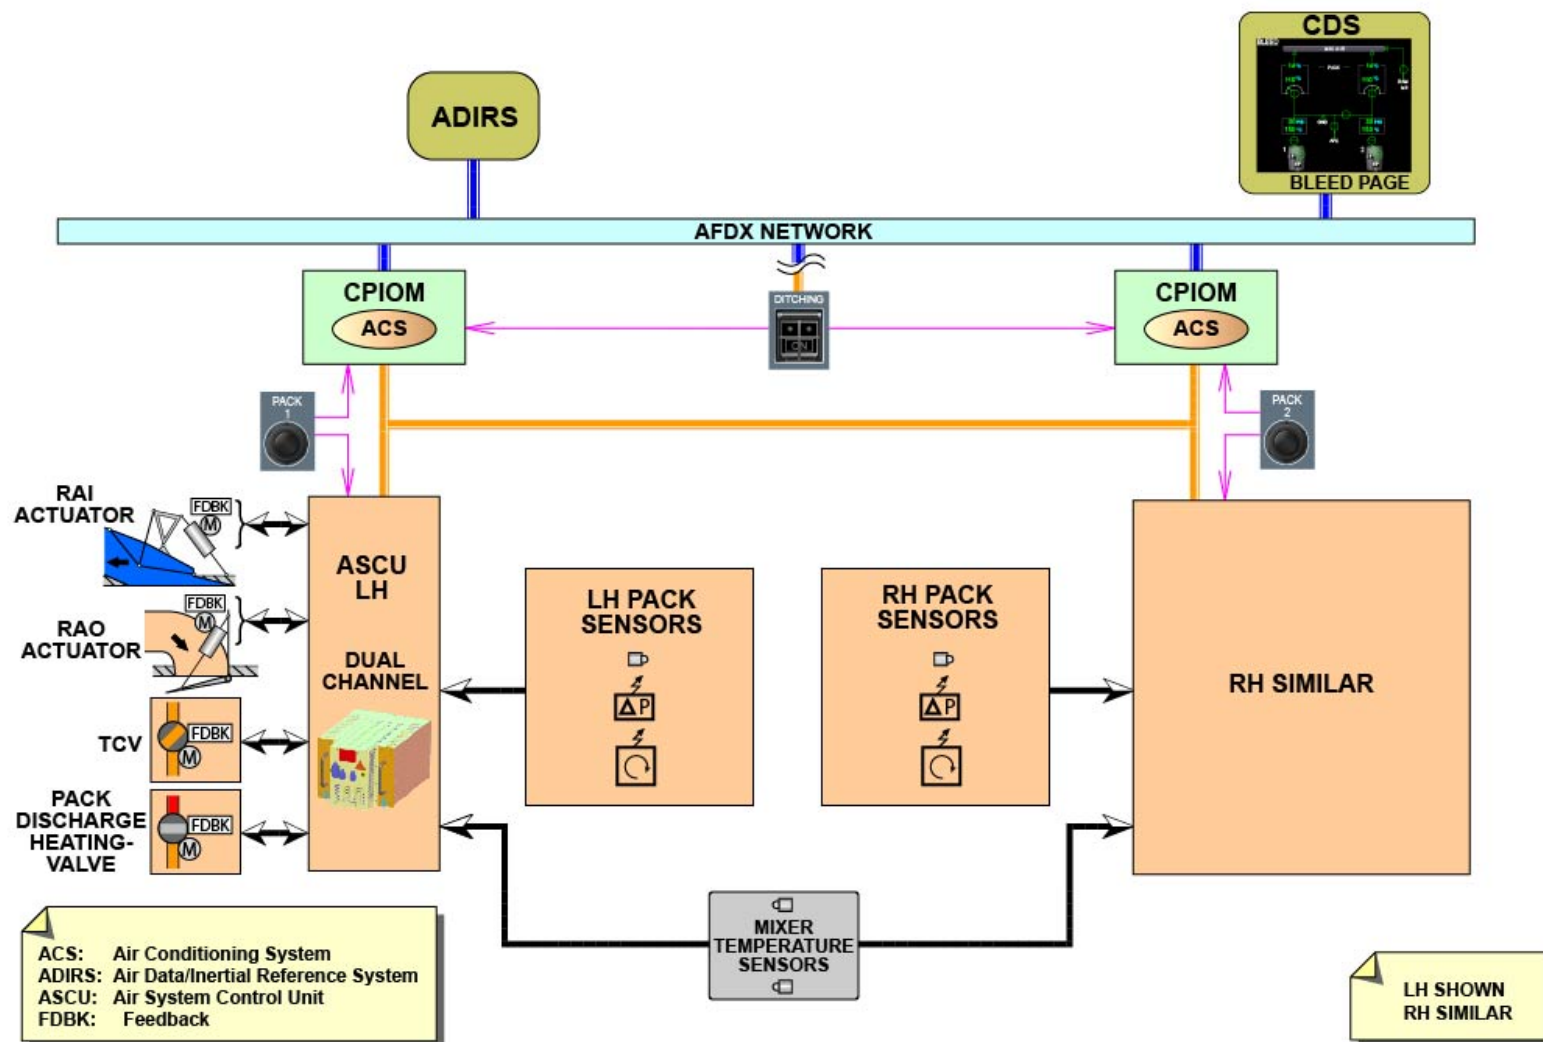 CDS
BLEED
BLEED PAGE
ADIRS
AFDX NETWORK
CPIOM
ACS
DITCHING
ON
CPIOM
ACS
PACK
1
PACK
2
RAI
ACTUATOR
FDBK
M
ASCU
LH
DUAL
CHANNEL
RAO
ACTUATOR
FDBK
M
TCV
FDBK
M
PACK
DISCHARGE
HEATING-
VALVE
FDBK
M
LH PACK
SENSORS
ΔP
RH PACK
SENSORS
ΔP
RH SIMILAR
MIXER
TEMPERATURE
SENSORS
ACS: Air Conditioning System
ADIRS: Air Data/Inertial Reference System
ASCU: Air System Control Unit
FDBK: Feedback
LH SHOWN
RH SIMILAR